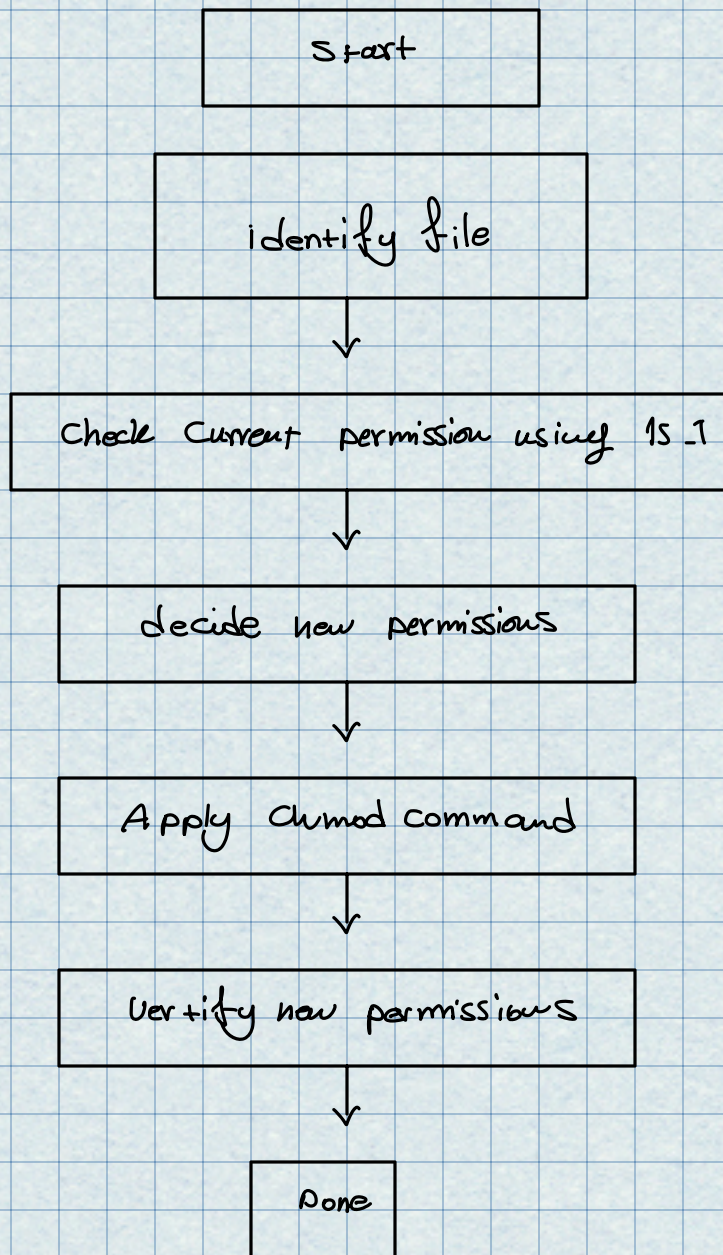 Start
identify file
Check Current permission using ls -l
decide new permissions
Apply chmod command
Vertify new permissions
Done